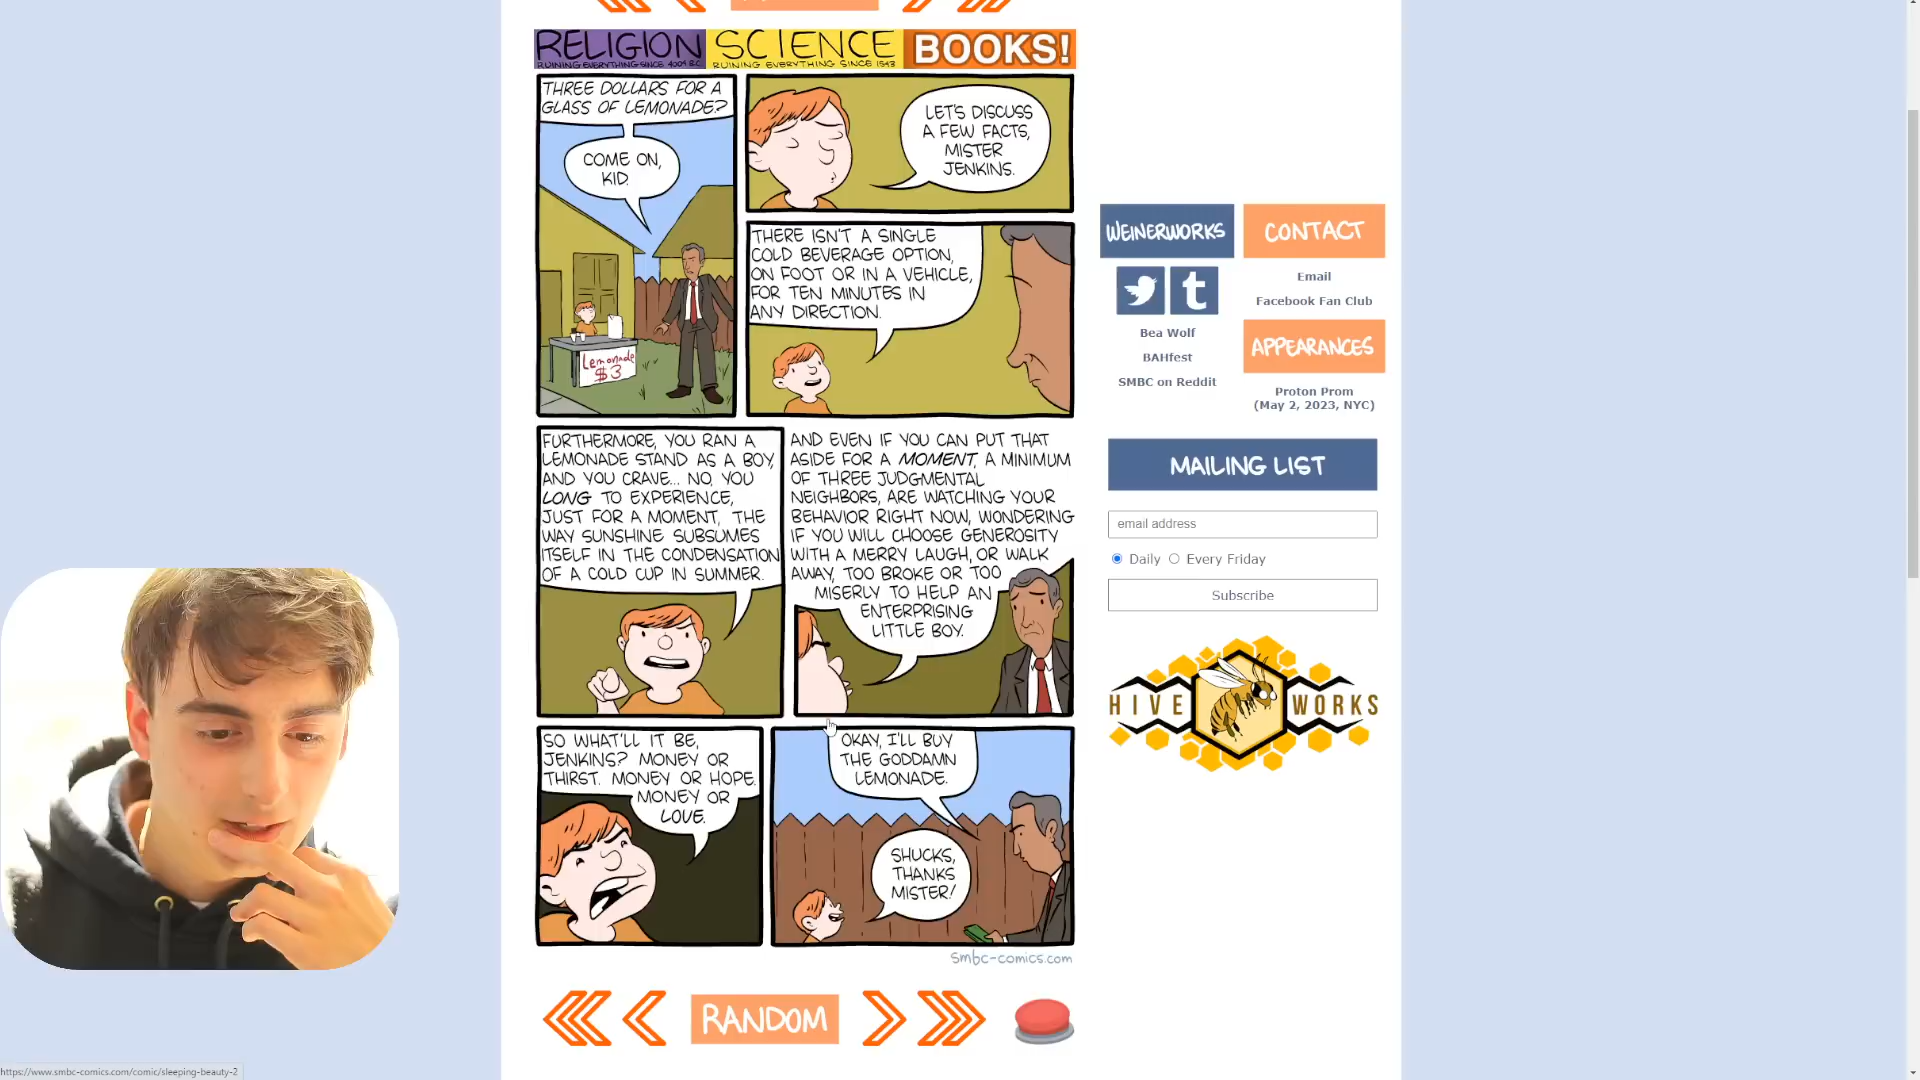 RELIGION
RUINING EVERYTHING SINCE 4004 BC
SCIENCE
RUINING EVERYTHING SINCE 1543
BOOKS!
THREE DOLLARS FOR A
GLASS OF LEMONADE?
COME ON,
KID.
Lemonade
$3
LET'S DISCUSS
A FEW FACTS,
MISTER
JENKINS.
THERE ISN'T A SINGLE
COLD BEVERAGE OPTION,
ON FOOT OR IN A VEHICLE,
FOR TEN MINUTES IN
ANY DIRECTION.
FURTHERMORE, YOU RAN A
LEMONADE STAND AS A BOY,
AND YOU CRAVE... NO, YOU
LONG TO EXPERIENCE,
JUST FOR A MOMENT, THE
WAY SUNSHINE SUBSUMES
ITSELF IN THE CONDENSATION
OF A COLD CUP IN SUMMER.
AND EVEN IF YOU CAN PUT THAT
ASIDE FOR A MOMENT, A MINIMUM
OF THREE JUDGMENTAL
NEIGHBORS, ARE WATCHING YOUR
BEHAVIOR RIGHT NOW, WONDERING
IF YOU WILL CHOOSE GENEROSITY
WITH A MERRY LAUGH, OR WALK
AWAY, TOO BROKE OR TOO
MISERLY TO HELP AN
ENTERPRISING
LITTLE BOY.
SO WHAT'LL IT BE,
JENKINS? MONEY OR
THIRST. MONEY OR HOPE.
MONEY OR
LOVE.
OKAY, I'LL BUY
THE GODDAMN
LEMONADE.
SHUCKS,
THANKS
MISTER!
smbc-comics.com
RANDOM
WEINERWORKS
Bea Wolf
BAHfest
SMBC on Reddit
CONTACT
Email
Facebook Fan Club
APPEARANCES
Proton Prom
(May 2, 2023, NYC)
MAILING LIST
email address
Daily Every Friday
Subscribe
HIVE WORKS
https://www.smbc-comics.com/comic/sleeping-beauty-2